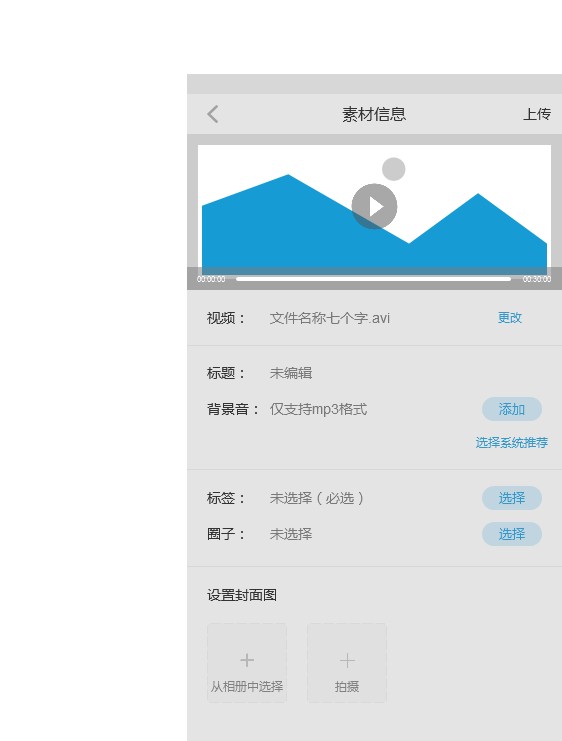 素材信息 上传
00:00:00 00:30:00
视频： 文件名称七个字.avi 更改
标题： 未编辑
背景音： 仅支持mp3格式 添加
选择系统推荐
标签： 未选择（必选） 选择
圈子： 未选择 选择
设置封面图
从相册中选择 拍摄